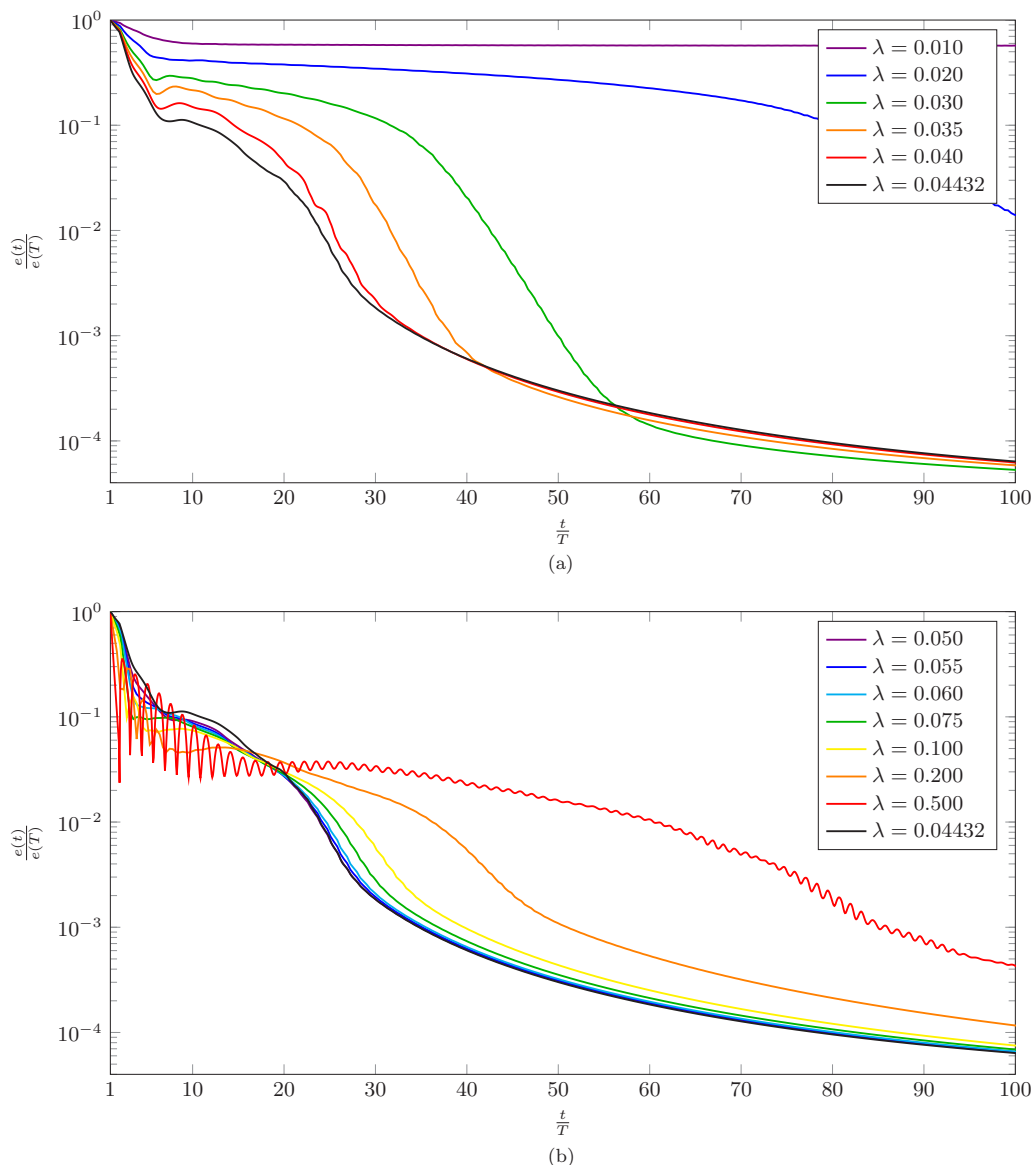 10^0
10^{-1}
10^{-2}
10^{-3}
10^{-4}
e(t)
e(T)
λ = 0.010
λ = 0.020
λ = 0.030
λ = 0.035
λ = 0.040
λ = 0.04432
1 10 20 30 40 50 60 70 80 90 100
t
T
(a)
10^0
10^{-1}
10^{-2}
10^{-3}
10^{-4}
e(t)
e(T)
λ = 0.050
λ = 0.055
λ = 0.060
λ = 0.075
λ = 0.100
λ = 0.200
λ = 0.500
λ = 0.04432
1 10 20 30 40 50 60 70 80 90 100
t
T
(b)